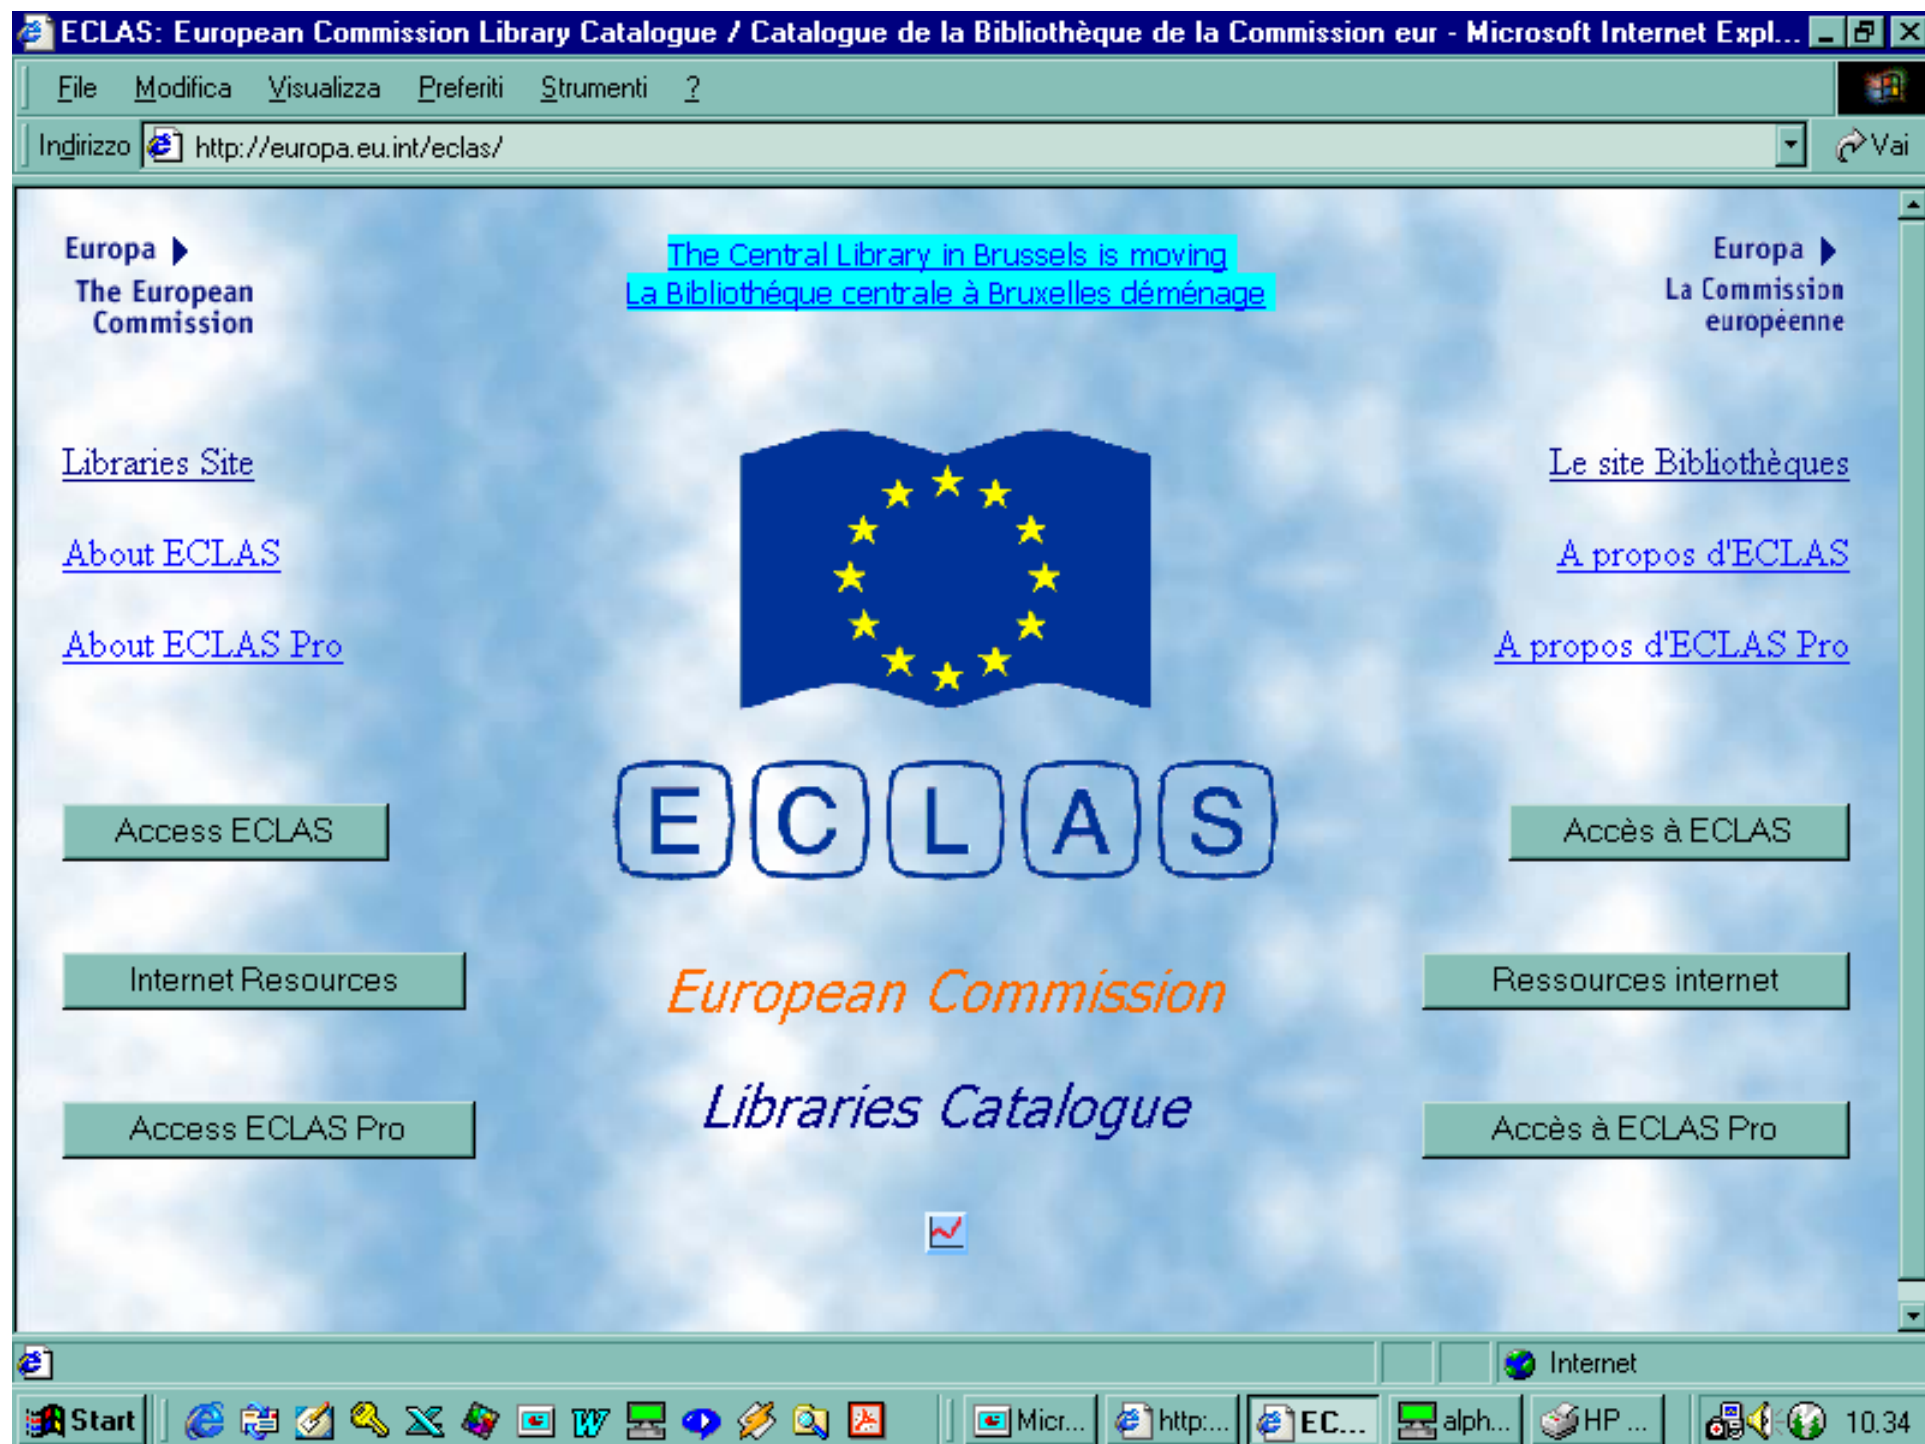 ECLAS: European Commission Library Catalogue / Catalogue de la Bibliothèque de la Commission eur - Microsoft Internet Expl...
File Modifica Visualizza Preferiti Strumenti ?
Indirizzo http://europa.eu.int/eclas/ Vai
Europa
The European
Commission
The Central Library in Brussels is moving
La Bibliothéque centrale à Bruxelles déménage
Europa
La Commission
européenne
Libraries Site
About ECLAS
About ECLAS Pro
Le site Bibliothèques
A propos d'ECLAS
A propos d'ECLAS Pro
ECLAS
European Commission
Libraries Catalogue
Access ECLAS
Internet Resources
Access ECLAS Pro
Accès à ECLAS
Ressources internet
Accès à ECLAS Pro
Internet
Start Micr... http:... EC... alph... HP ... 10.34